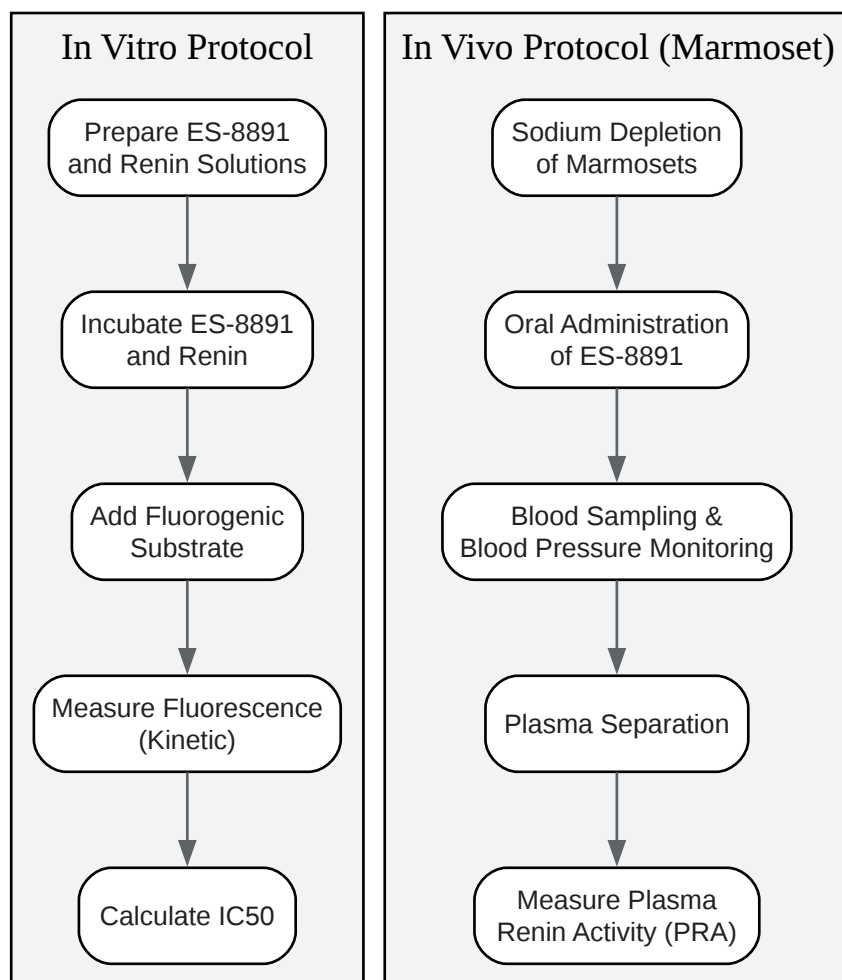 In Vitro Protocol
Prepare ES-8891
and Renin Solutions
Incubate ES-8891
and Renin
Add Fluorogenic
Substrate
Measure Fluorescence
(Kinetic)
Calculate IC50
In Vivo Protocol (Marmoset)
Sodium Depletion
of Marmosets
Oral Administration
of ES-8891
Blood Sampling &
Blood Pressure Monitoring
Plasma Separation
Measure Plasma
Renin Activity (PRA)